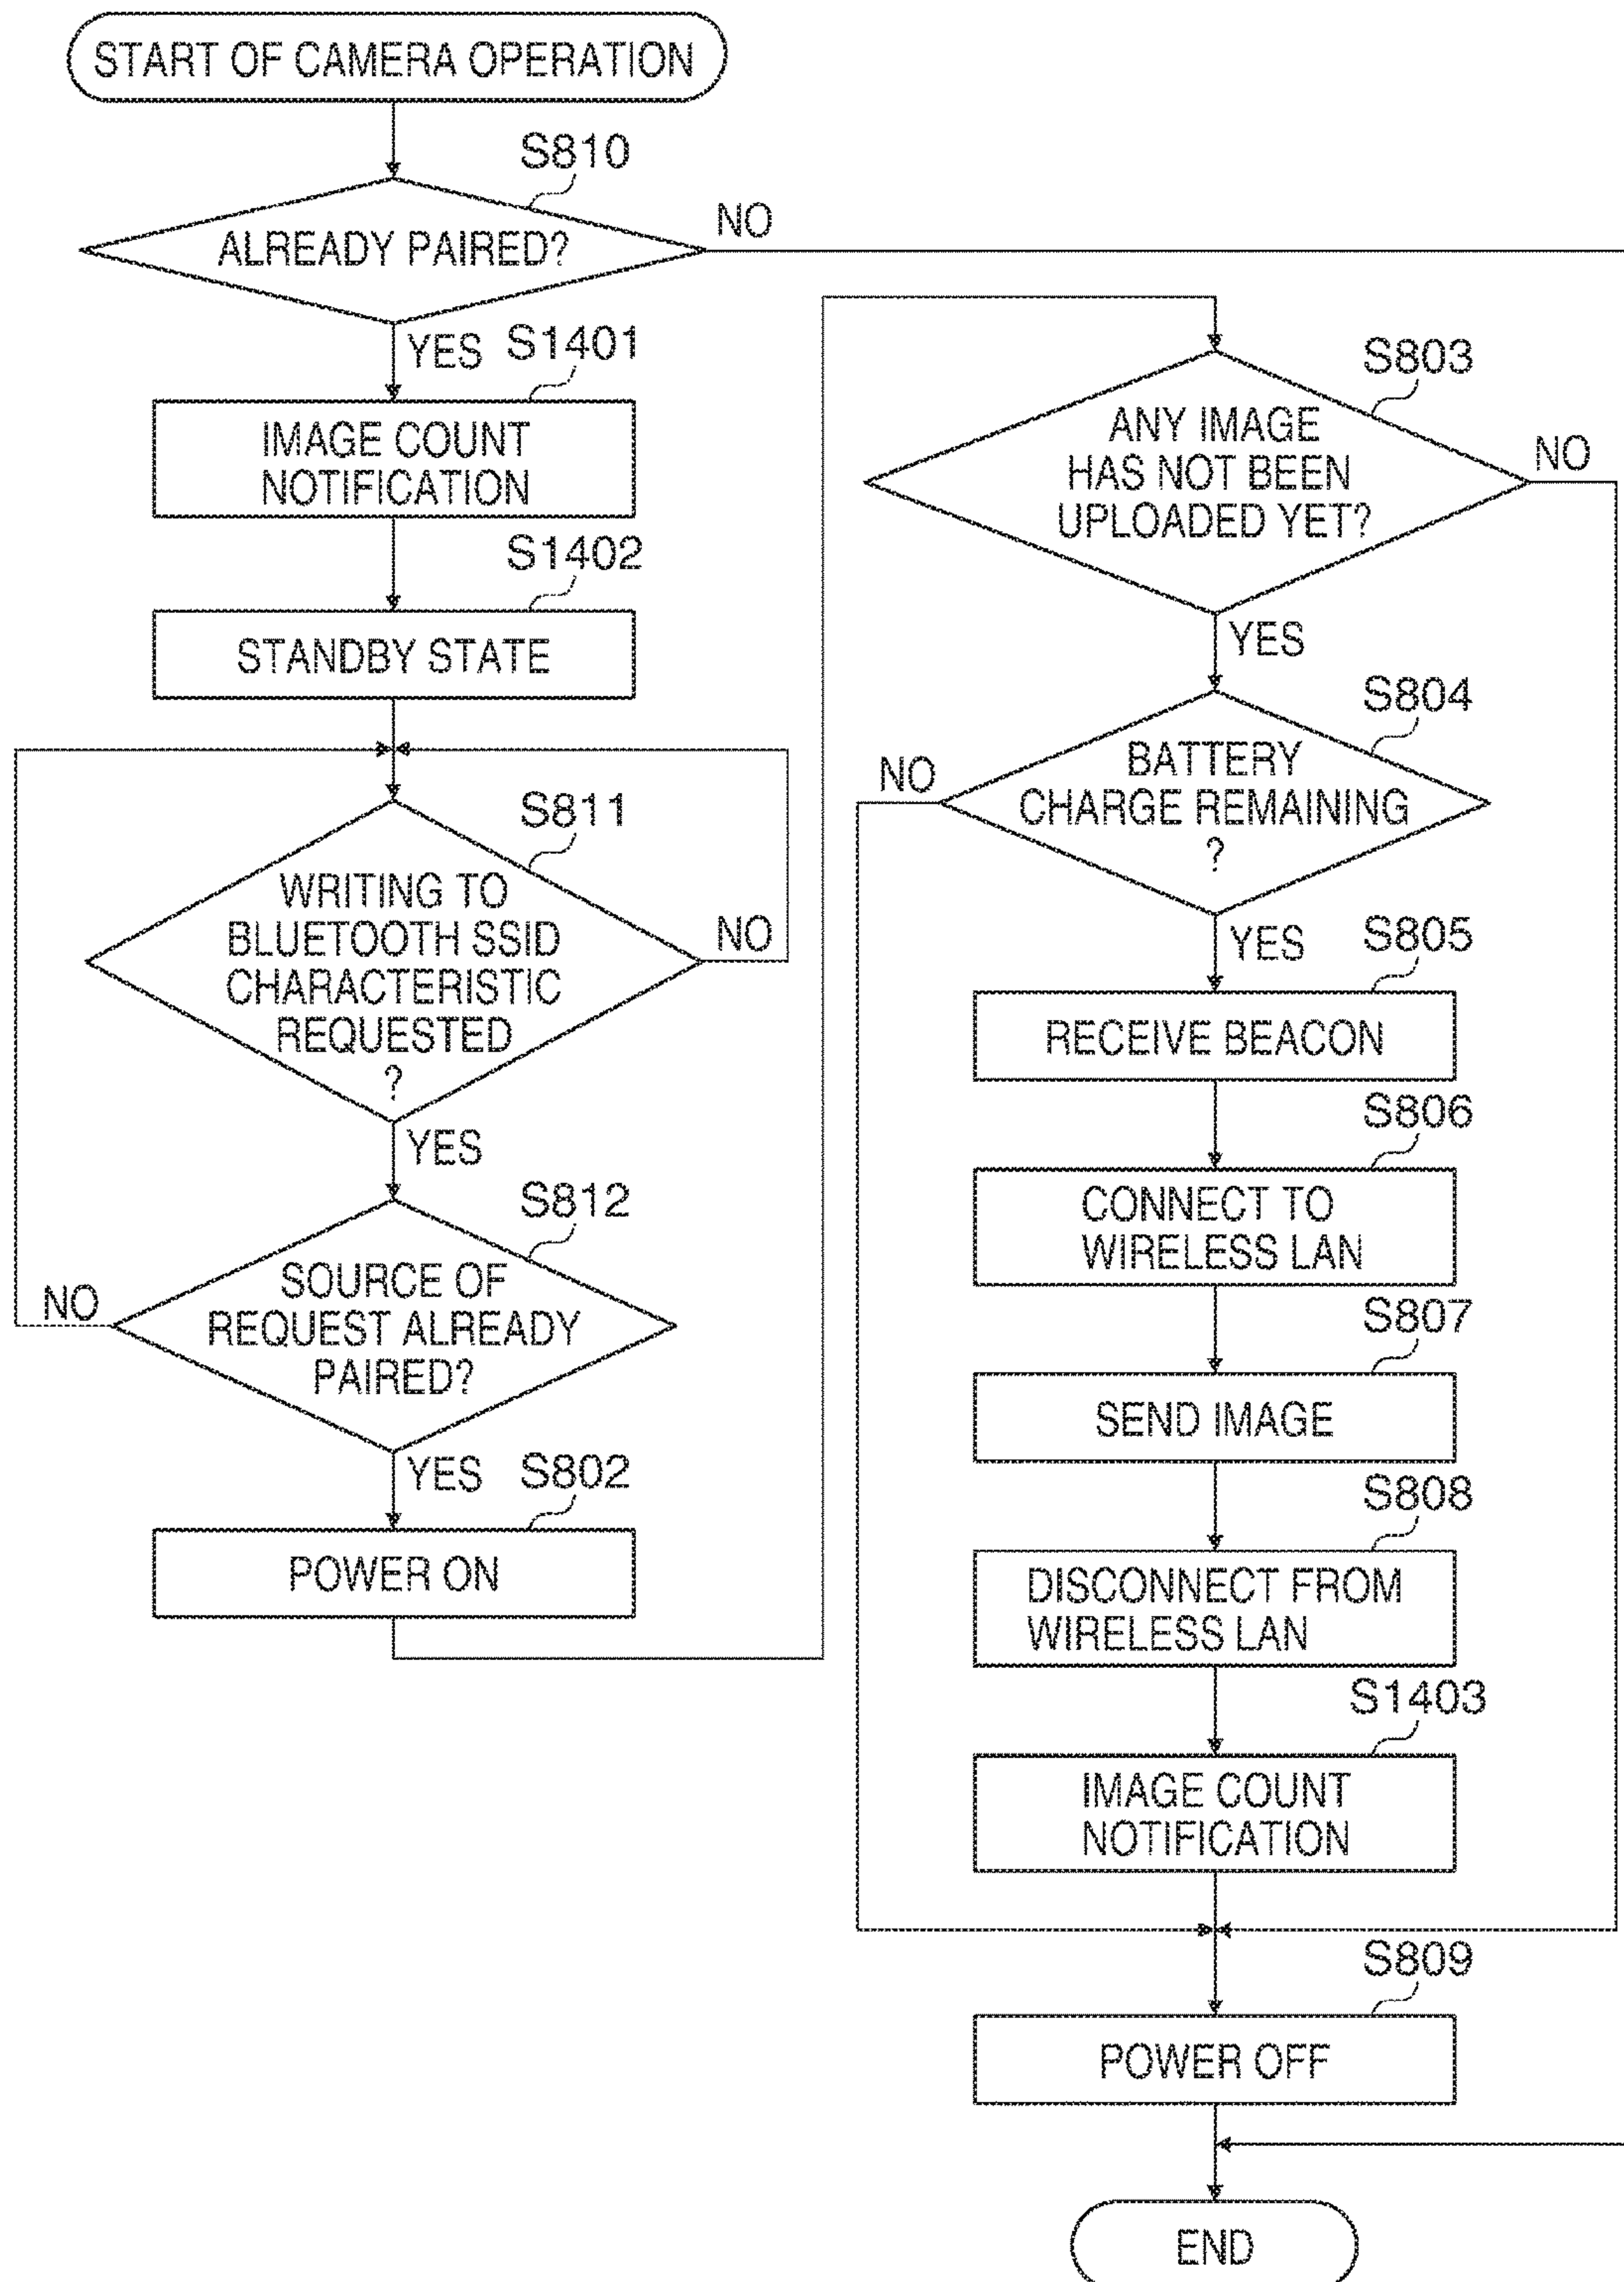 START OF CAMERA OPERATION
S810
ALREADY PAIRED?
NO
YES
S1401
IMAGE COUNT
NOTIFICATION
S1402
STANDBY STATE
S811
WRITING TO
BLUETOOTH SSID
CHARACTERISTIC
REQUESTED
?
NO
YES
S812
SOURCE OF
REQUEST ALREADY
PAIRED?
NO
YES
S802
POWER ON
S803
ANY IMAGE
HAS NOT BEEN
UPLOADED YET?
NO
YES
S804
BATTERY
CHARGE REMAINING
?
NO
YES
S805
RECEIVE BEACON
S806
CONNECT TO
WIRELESS LAN
S807
SEND IMAGE
S808
DISCONNECT FROM
WIRELESS LAN
S1403
IMAGE COUNT
NOTIFICATION
S809
POWER OFF
END